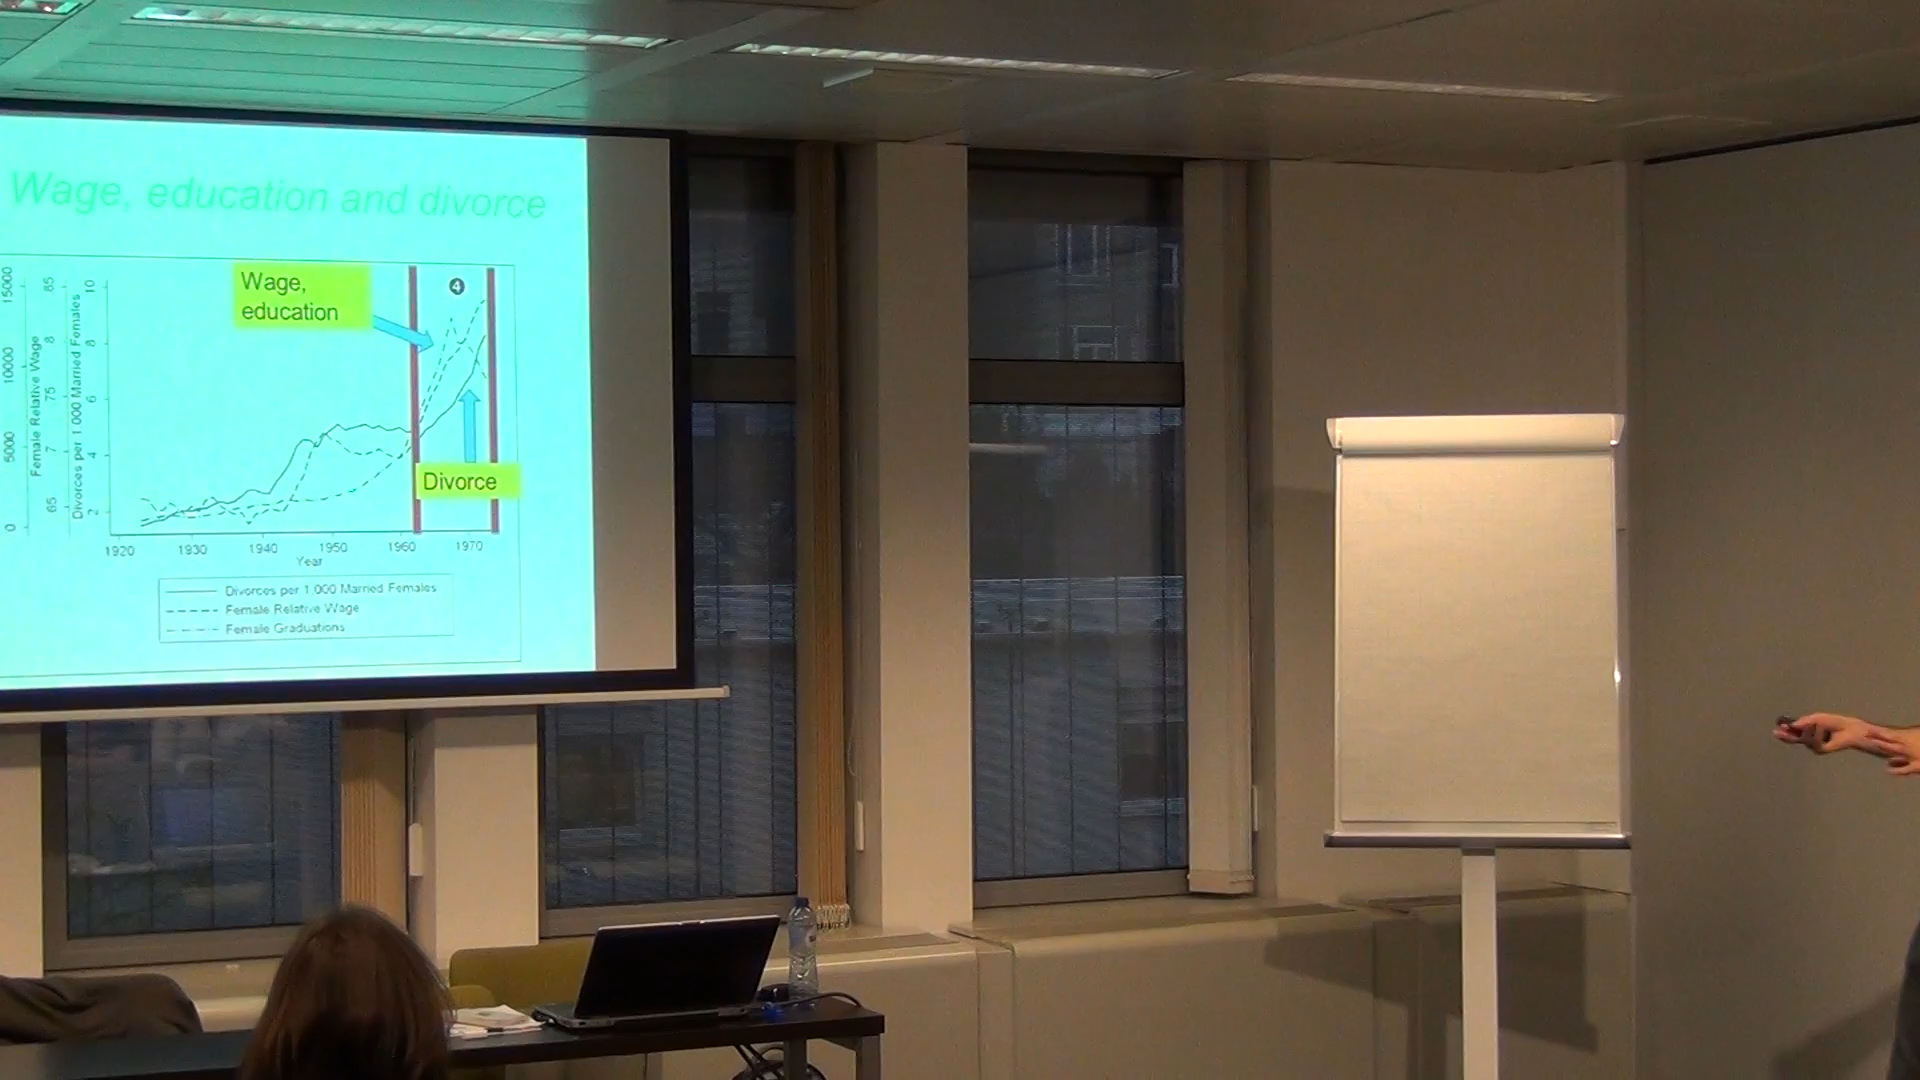 Wage, education and divorce
Wage,
education
4
Divorce
15000
10000
5000
0
Female Relative Wage
85
8
75
7
65
Divorces per 1 000 Married Females
10
8
6
4
2
1920 1930 1940 1950 1960 1970
Year
Divorces per 1 000 Married Females
Female Relative Wage
Female Graduations